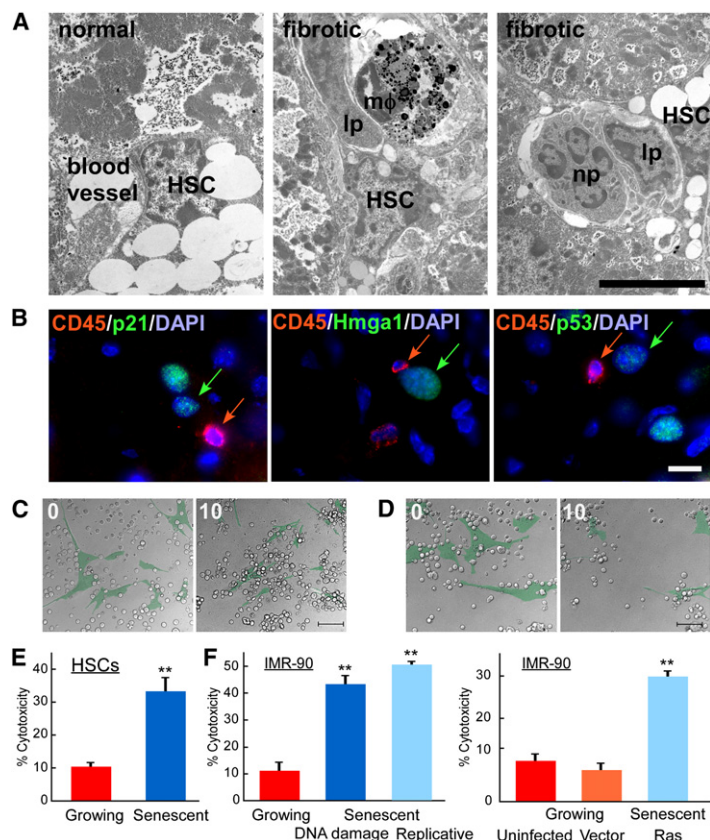 A
normal
fibrotic
fibrotic
blood
vessel
HSC
mϕ
lp
HSC
HSC
lp
np
B
CD45/p21/DAPI
CD45/Hmga1/DAPI
CD45/p53/DAPI
C
0
10
D
0
10
E
HSCs
% Cytotoxicity
40
30
20
10
0
**
Growing
Senescent
F
IMR-90
% Cytotoxicity
50
40
30
20
10
0
**
**
Growing
Senescent
DNA damage
Replicative
IMR-90
% Cytotoxicity
30
20
10
0
**
Growing
Senescent
Uninfected
Vector
Ras